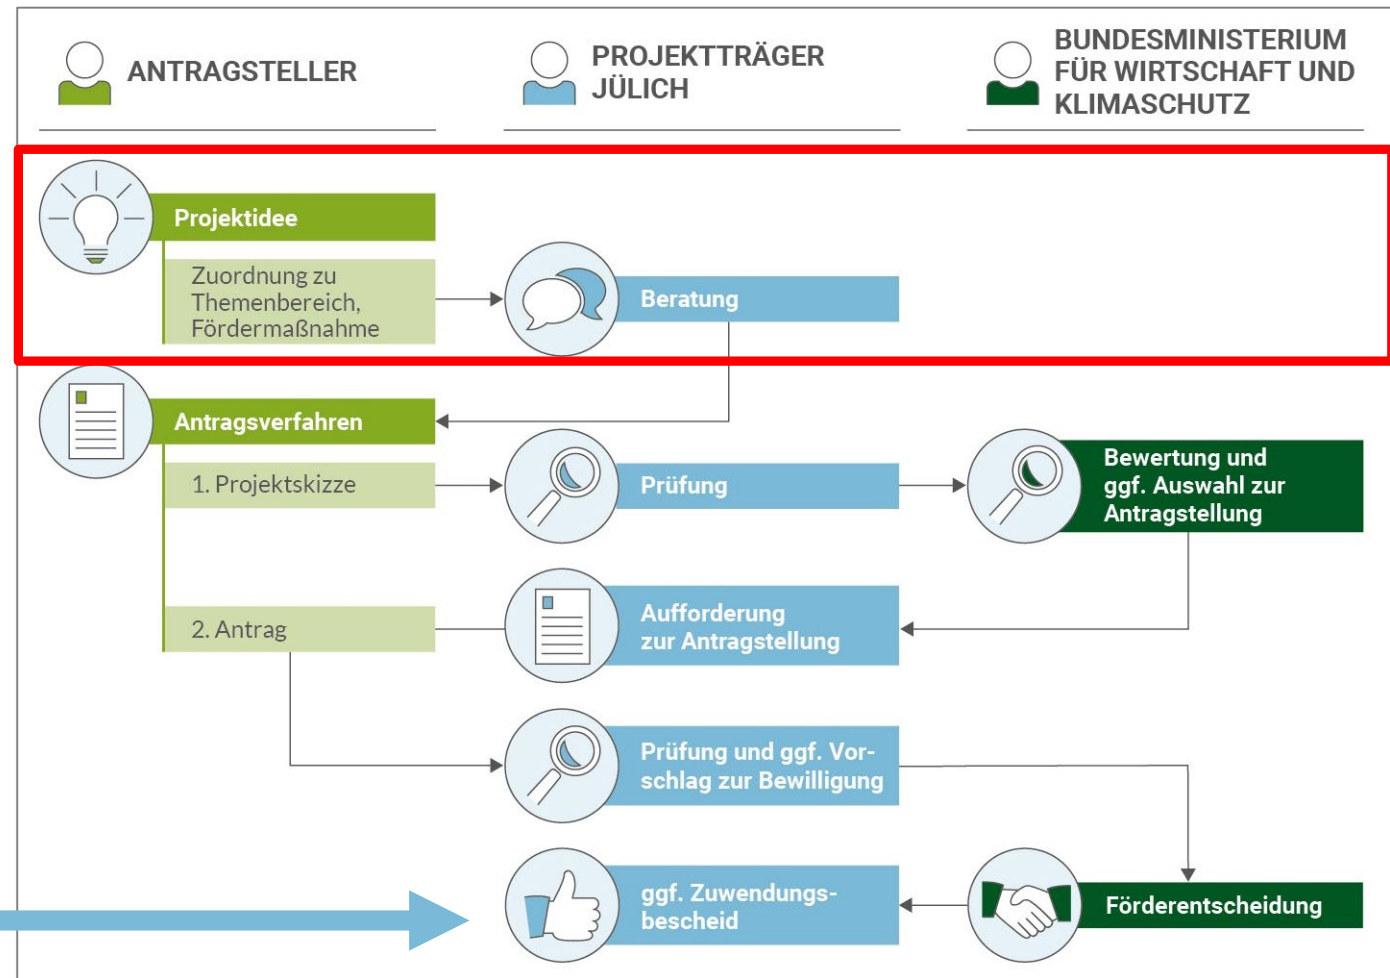 ANTRAGSTELLER
PROJEKTTRÄGER
JÜLICH
BUNDESMINISTERIUM
FÜR WIRTSCHAFT UND
KLIMASCHUTZ
Projektidee
Zuordnung zu
Themenbereich,
Fördermaßnahme
Beratung
Antragsverfahren
1. Projektskizze
Prüfung
Bewertung und
ggf. Auswahl zur
Antragstellung
2. Antrag
Aufforderung
zur Antragstellung
Prüfung und ggf. Vor-
schlag zur Bewilligung
ggf. Zuwendungs-
bescheid
Förderentscheidung